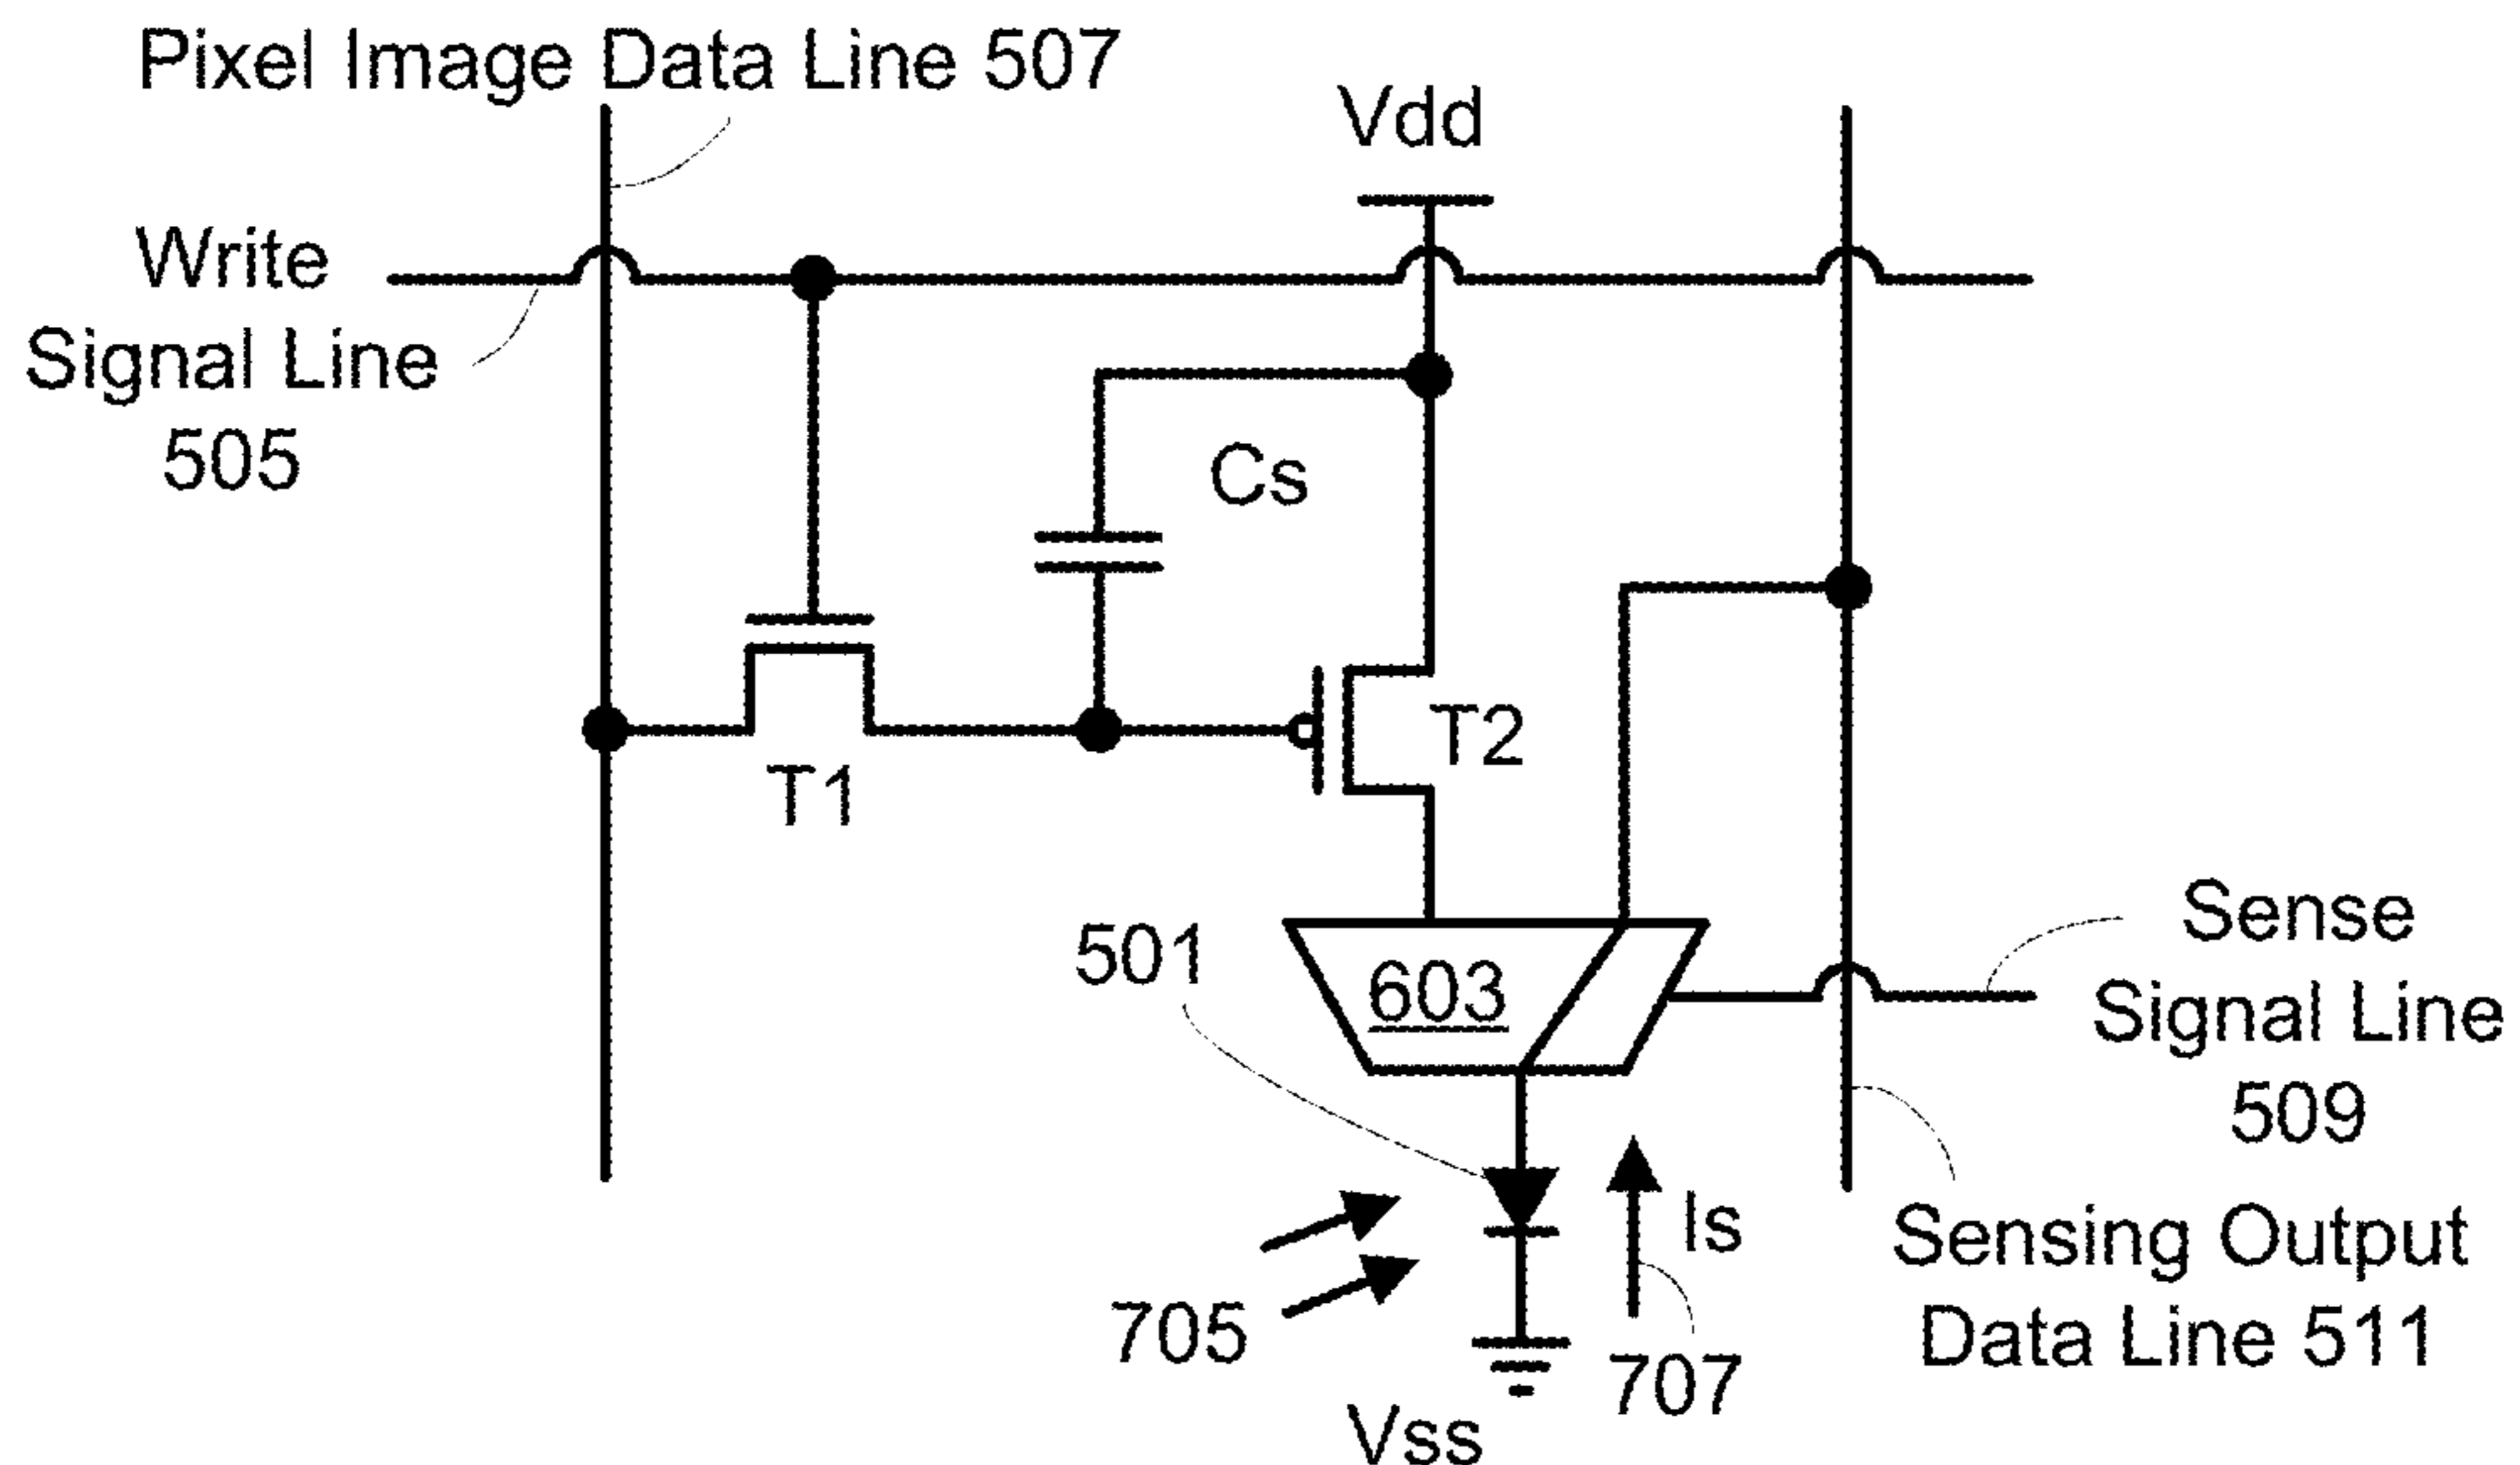 Pixel Image Data Line 507
Vdd
Write
Signal Line
505
Cs
T2
T1
501
603
Sense
Signal Line
509
Is
Sensing Output
Data Line 511
705
707
Vss